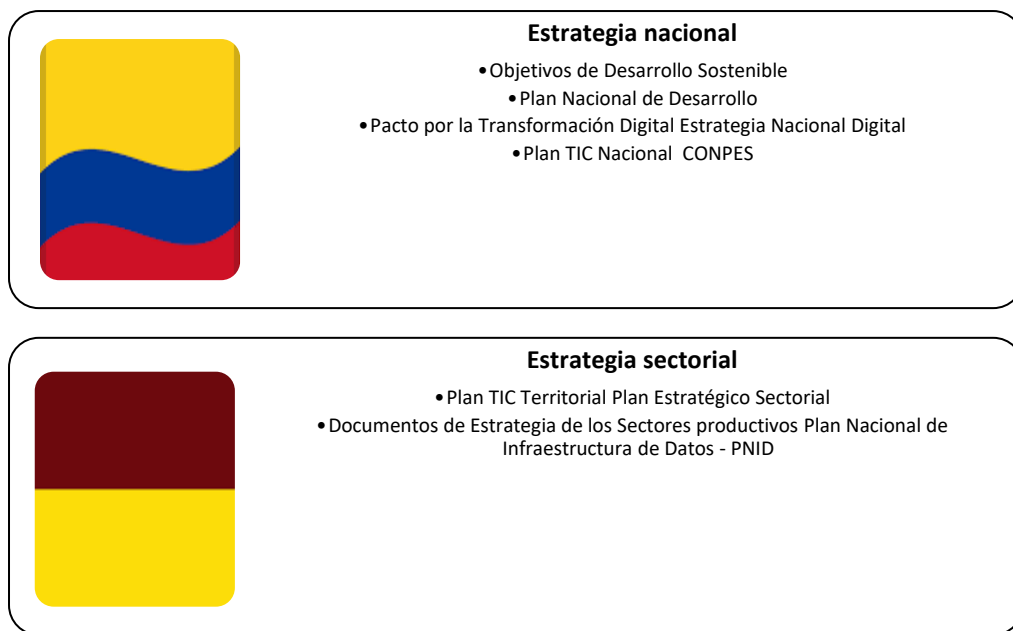 Estrategia nacional
•Objetivos de Desarrollo Sostenible
•Plan Nacional de Desarrollo
•Pacto por la Transformación Digital Estrategia Nacional Digital
•Plan TIC Nacional  CONPES
Estrategia sectorial
•Plan TIC Territorial Plan Estratégico Sectorial
•Documentos de Estrategia de los Sectores productivos Plan Nacional de
Infraestructura de Datos - PNID